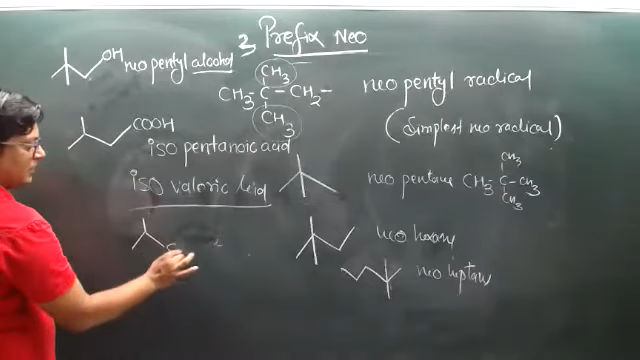 3, Prefix Neo
OH neo pentyl alcohol
CH3
CH3 - C - CH2 -
CH3
neo pentyl radical
(Simplest neo radical)
COOH
iso pentanoic acid
iso valeric Acid
neo pentane
CH3
CH3 - C - CH3
CH3
neo hexane
neo heptane